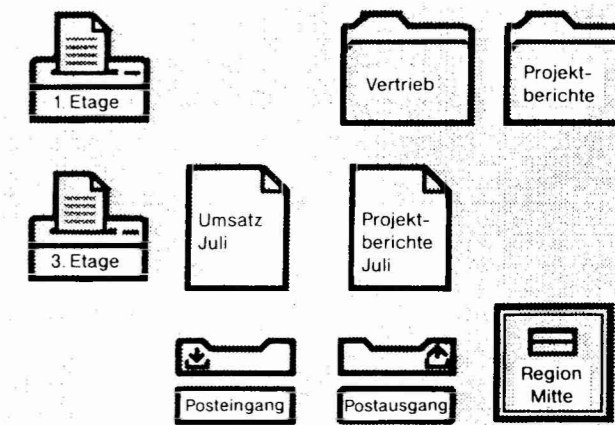 1. Etage
Vertrieb
Projekt-
berichte
3. Etage
Umsatz
Juli
Projekt-
berichte
Juli
Posteingang
Postausgang
Region
Mitte